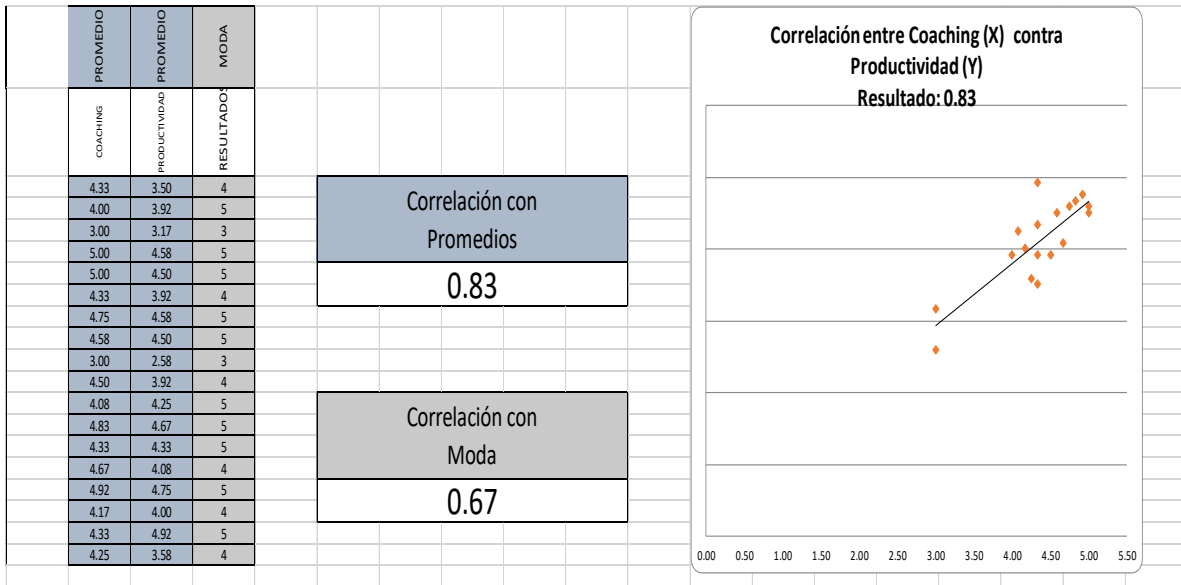 PROMEDIO PROMEDIO MODA
COACHING PRODUCTIVIDAD RESULTADOS
4.33 3.50 4
4.00 3.92 5
3.00 3.17 3
5.00 4.58 5
5.00 4.50 5
4.33 3.92 4
4.75 4.58 5
4.58 4.50 5
3.00 2.58 3
4.50 3.92 4
4.08 4.25 5
4.83 4.67 5
4.33 4.33 5
4.67 4.08 4
4.92 4.75 5
4.17 4.00 4
4.33 4.92 5
4.25 3.58 4
Correlación con
Promedios
0.83
Correlación con
Moda
0.67
Correlación entre Coaching (X) contra
Productividad (Y)
Resultado: 0.83
0.00 0.50 1.00 1.50 2.00 2.50 3.00 3.50 4.00 4.50 5.00 5.50